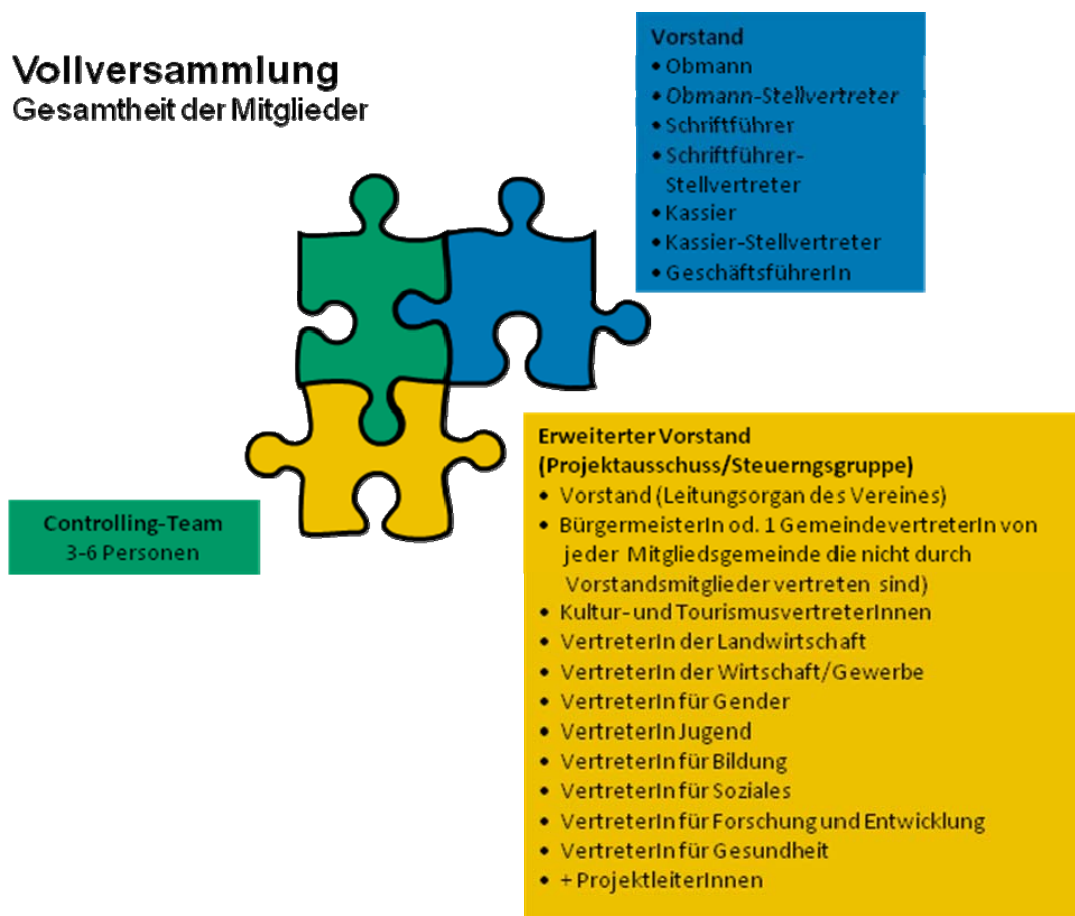 Vollversammlung
Gesamtheit der Mitglieder
Vorstand
• Obmann
• Obmann-Stellvertreter
• Schriftführer
• Schriftführer-
Stellvertreter
• Kassier
• Kassier-Stellvertreter
• GeschäftsführerIn
Controlling-Team
3-6 Personen
Erweiterter Vorstand
(Projektausschuss/Steuerngsgruppe)
• Vorstand (Leitungsorgan des Vereines)
• BürgermeisterIn od. 1 GemeindevertreterIn von
jeder Mitgliedsgemeinde die nicht durch
Vorstandsmitglieder vertreten sind)
• Kultur- und TourismusvertreterInnen
• VertreterIn der Landwirtschaft
• VertreterIn der Wirtschaft/Gewerbe
• VertreterIn für Gender
• VertreterIn Jugend
• VertreterIn für Bildung
• VertreterIn für Soziales
• VertreterIn für Forschung und Entwicklung
• VertreterIn für Gesundheit
• + ProjektleiterInnen